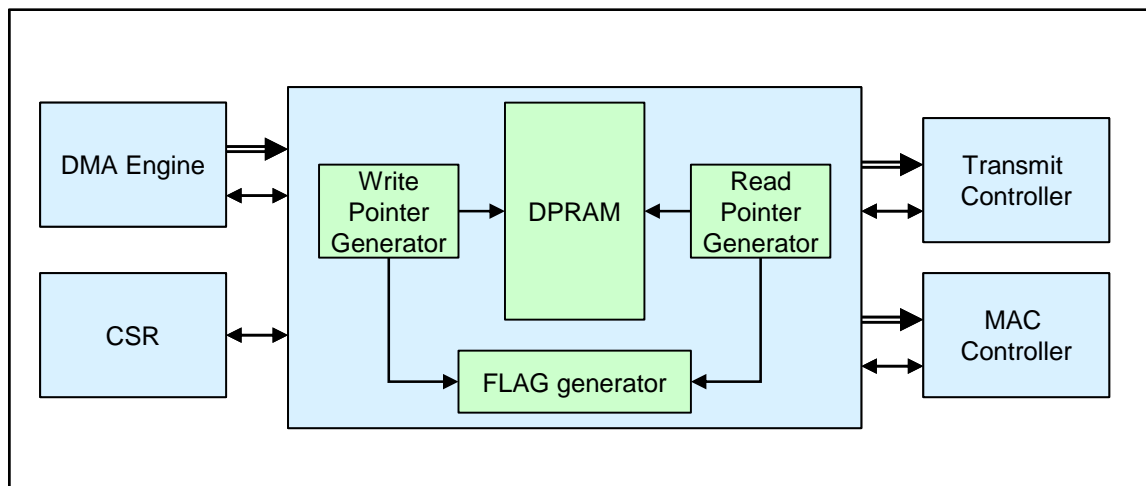 DMA Engine
CSR
Write
Pointer
Generator
DPRAM
Read
Pointer
Generator
FLAG generator
Transmit
Controller
MAC
Controller